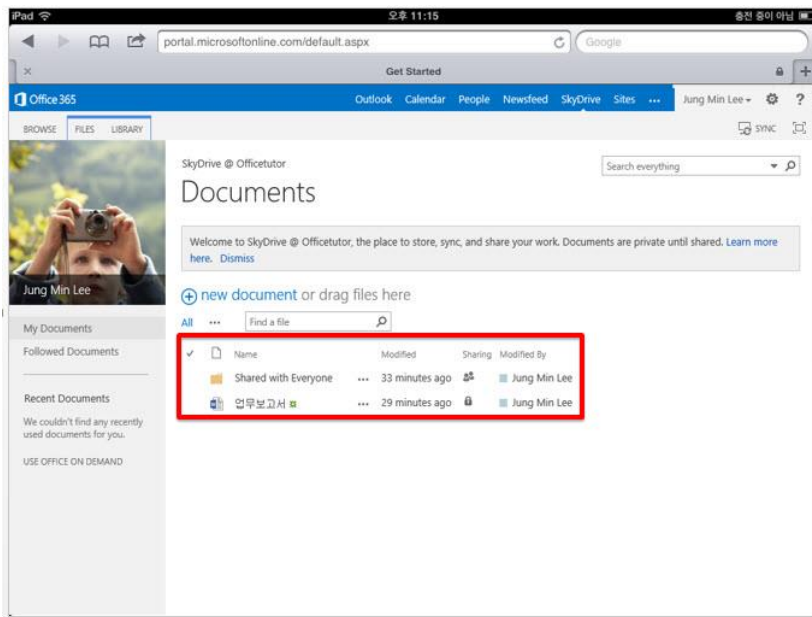 iPad 오후 11:15 충전 중이 아님
portal.microsoftonline.com/default.aspx Google
Get Started
Office 365 Outlook Calendar People Newsfeed SkyDrive Sites ••• Jung Min Lee ?
BROWSE FILES LIBRARY SYNC
SkyDrive @ Officetutor
Search everything
Documents
Welcome to SkyDrive @ Officetutor, the place to store, sync, and share your work. Documents are private until shared. Learn more
here. Dismiss
Jung Min Lee
new document or drag files here
All ••• Find a file
My Documents
Followed Documents
Name Modified Sharing Modified By
Shared with Everyone ••• 33 minutes ago Jung Min Lee
업무보고서 ••• 29 minutes ago Jung Min Lee
Recent Documents
We couldn't find any recently
used documents for you.
USE OFFICE ON DEMAND